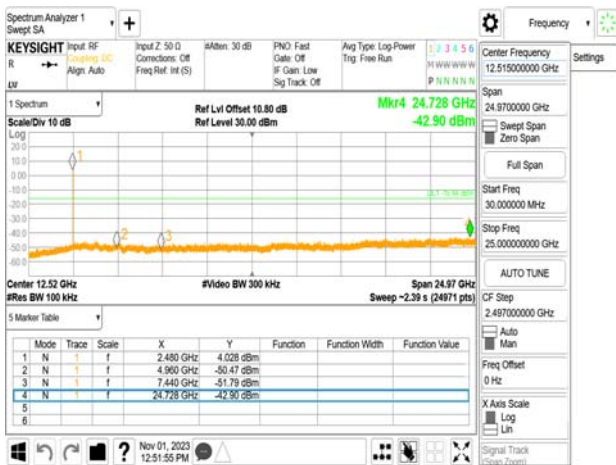 Spectrum Analyzer 1
Swept SA
Frequency
KEYSIGHT
Input: RF
Coupling: DC
Align: Auto
Input Z: 50 Ω
Corrections: Off
Freq Ref: Int (S)
#Atten: 30 dB
PNO: Fast
Gate: Off
IF Gain: Low
Sig Track: Off
Avg Type: Log-Power
Trig: Free Run
1 2 3 4 5 6
M W W W W W
P N N N N N
R
LXI
Settings
1 Spectrum
Scale/Div 10 dB
Ref Lvl Offset 10.80 dB
Ref Level 30.00 dBm
Mkr4 24.728 GHz
-42.90 dBm
Log
20.0
10.0
0.00
-10.0
-20.0
-30.0
-40.0
-50.0
-60.0
1
2
3
Center 12.52 GHz
#Res BW 100 kHz
#Video BW 300 kHz
Span 24.97 GHz
Sweep ~2.39 s (24971 pts)
5 Marker Table
Mode Trace Scale X Y Function Function Width Function Value
1 N 1 f 2.480 GHz 4.028 dBm
2 N 1 f 4.960 GHz -50.47 dBm
3 N 1 f 7.440 GHz -51.79 dBm
4 N 1 f 24.728 GHz -42.90 dBm
5
6
Nov 01, 2023
12:51:55 PM
Center Frequency
12.515000000 GHz
Span
24.9700000 GHz
Swept Span
Zero Span
Full Span
Start Freq
30.000000 MHz
Stop Freq
25.000000000 GHz
AUTO TUNE
CF Step
2.497000000 GHz
Auto
Man
Freq Offset
0 Hz
X Axis Scale
Log
Lin
Signal Track
(Span Zoom)